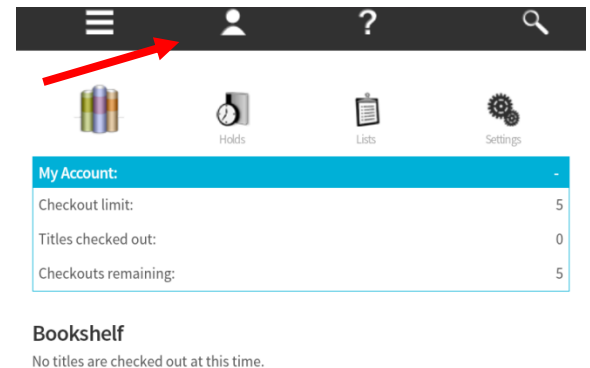 ?
Holds Lists Settings
My Account: -
Checkout limit: 5
Titles checked out: 0
Checkouts remaining: 5
Bookshelf
No titles are checked out at this time.